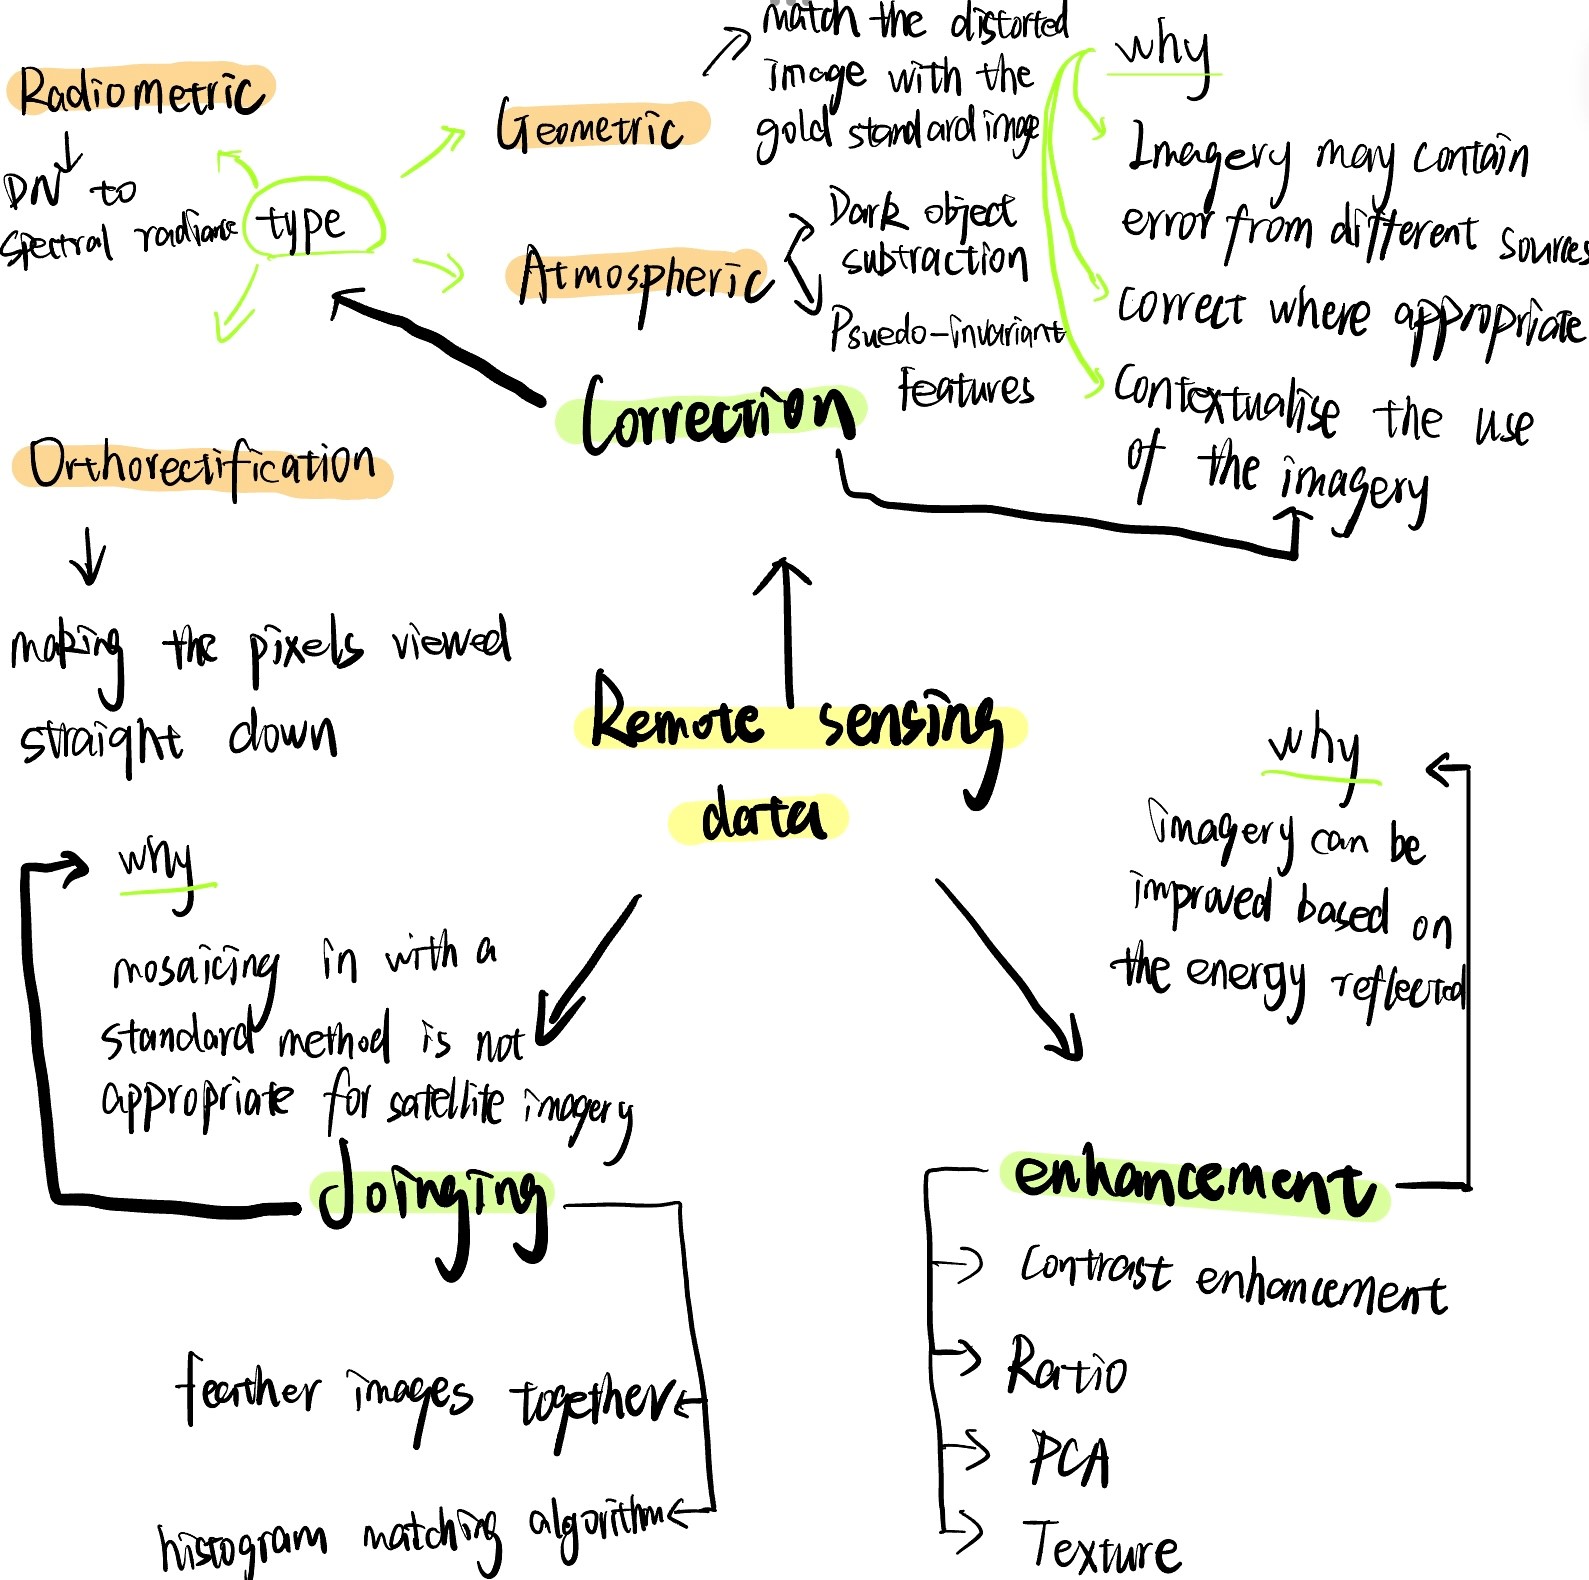 Radiometric
DN to
spectral radiance
type
Geometric
match the distorted
image with the
gold standard image
Atmospheric
Dark object
subtraction
Psuedo-invariant
features
why
Imagery may contain
error from different sources
correct where appropriate
Contextualise the use
of the imagery
Correction
Orthorectification
making the pixels viewed
straight down
Remote sensing
data
why
mosaicing in with a
standard method is not
appropriate for satellite imagery
Joinging
feather images together
histogram matching algorithm
why
imagery can be
improved based on
the energy reflected
enhancement
Contrast enhancement
Ratio
PCA
Texture